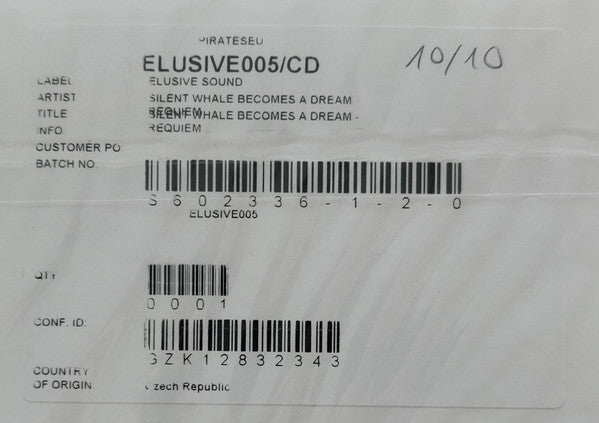 PIRATESEU
ELUSIVE005/CD
10/10
LABEL ELUSIVE SOUND
ARTIST SILENT WHALE BECOMES A DREAM
REQUIEM
TITLE SILENT WHALE BECOMES A DREAM -
INFO REQUIEM
CUSTOMER PO:
BATCH NO.
S602336-1-2-0
ELUSIVE005
QTY
0001
CONF. ID:
GZK12832343
COUNTRY
OF ORIGIN Czech Republic